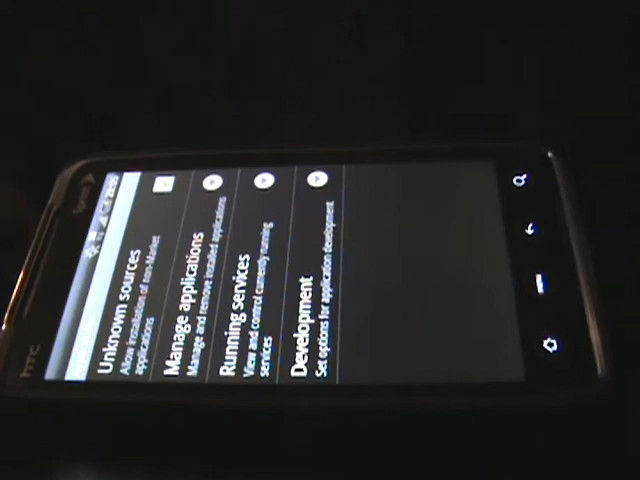 hTC
Sprint
Unknown sources
Allow installation of non-Market
applications
Manage applications
Manage and remove installed applications
Running services
View and control currently running
services
Development
Set options for application development